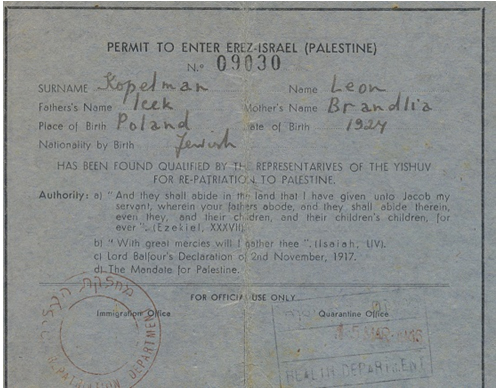 PERMIT TO ENTER EREZ-ISRAEL (PALESTINE)
N.º 09030
SURNAME Kopelman Name Leon
Fathers's Name Icek Mother's Name Brandlia
Place of Birth Poland Date of Birth 1924
Nationality by Birth Jewish
HAS BEEN FOUND QUALIFIED BY THE REPRESENTARIVES OF THE YISHUV
FOR RE-PATRIATION TO PALESTINE.
Authority: a) "And they shall abide in the land that I have given unto Jacob my
servant, wherein your fathers abode, and they shall abide therein,
even they, and their children, and their children's children, for
ever". (Ezekiel, XXXVII)
b) "With great mercies will I gather thee". (Isaiah, LIV).
c) Lord Balfour's Declaration of 2nd November, 1917.
d) The Mandate for Palestine.
FOR OFFICIAL USE ONLY
Immigration Office Quarantine Office
DEPARTMENT
HEALTH DEPARTMENT